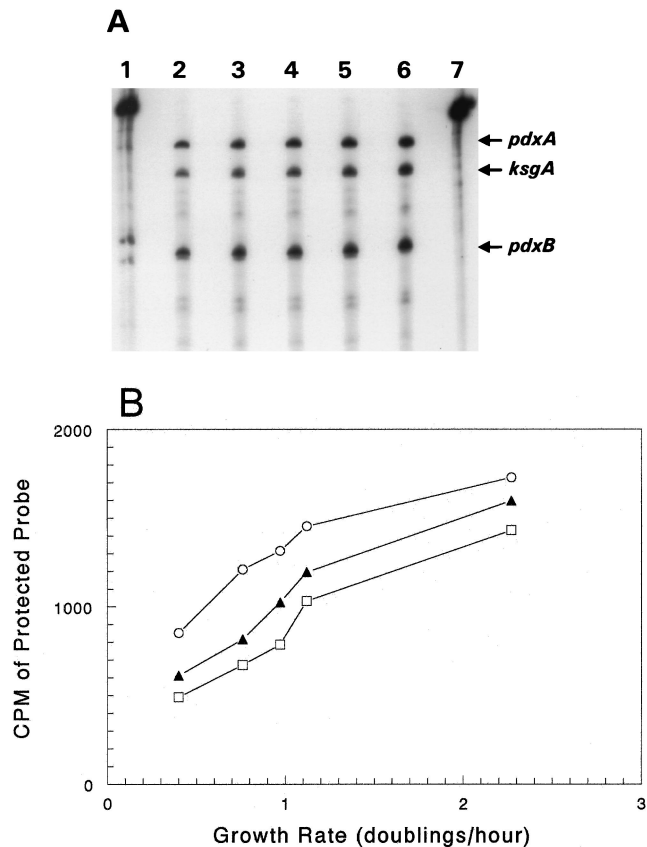 A
1 2 3 4 5 6 7
pdxA
ksgA
pdxB
B
2000
1000
0
CPM of Protected Probe
0 1 2 3
Growth Rate (doublings/hour)